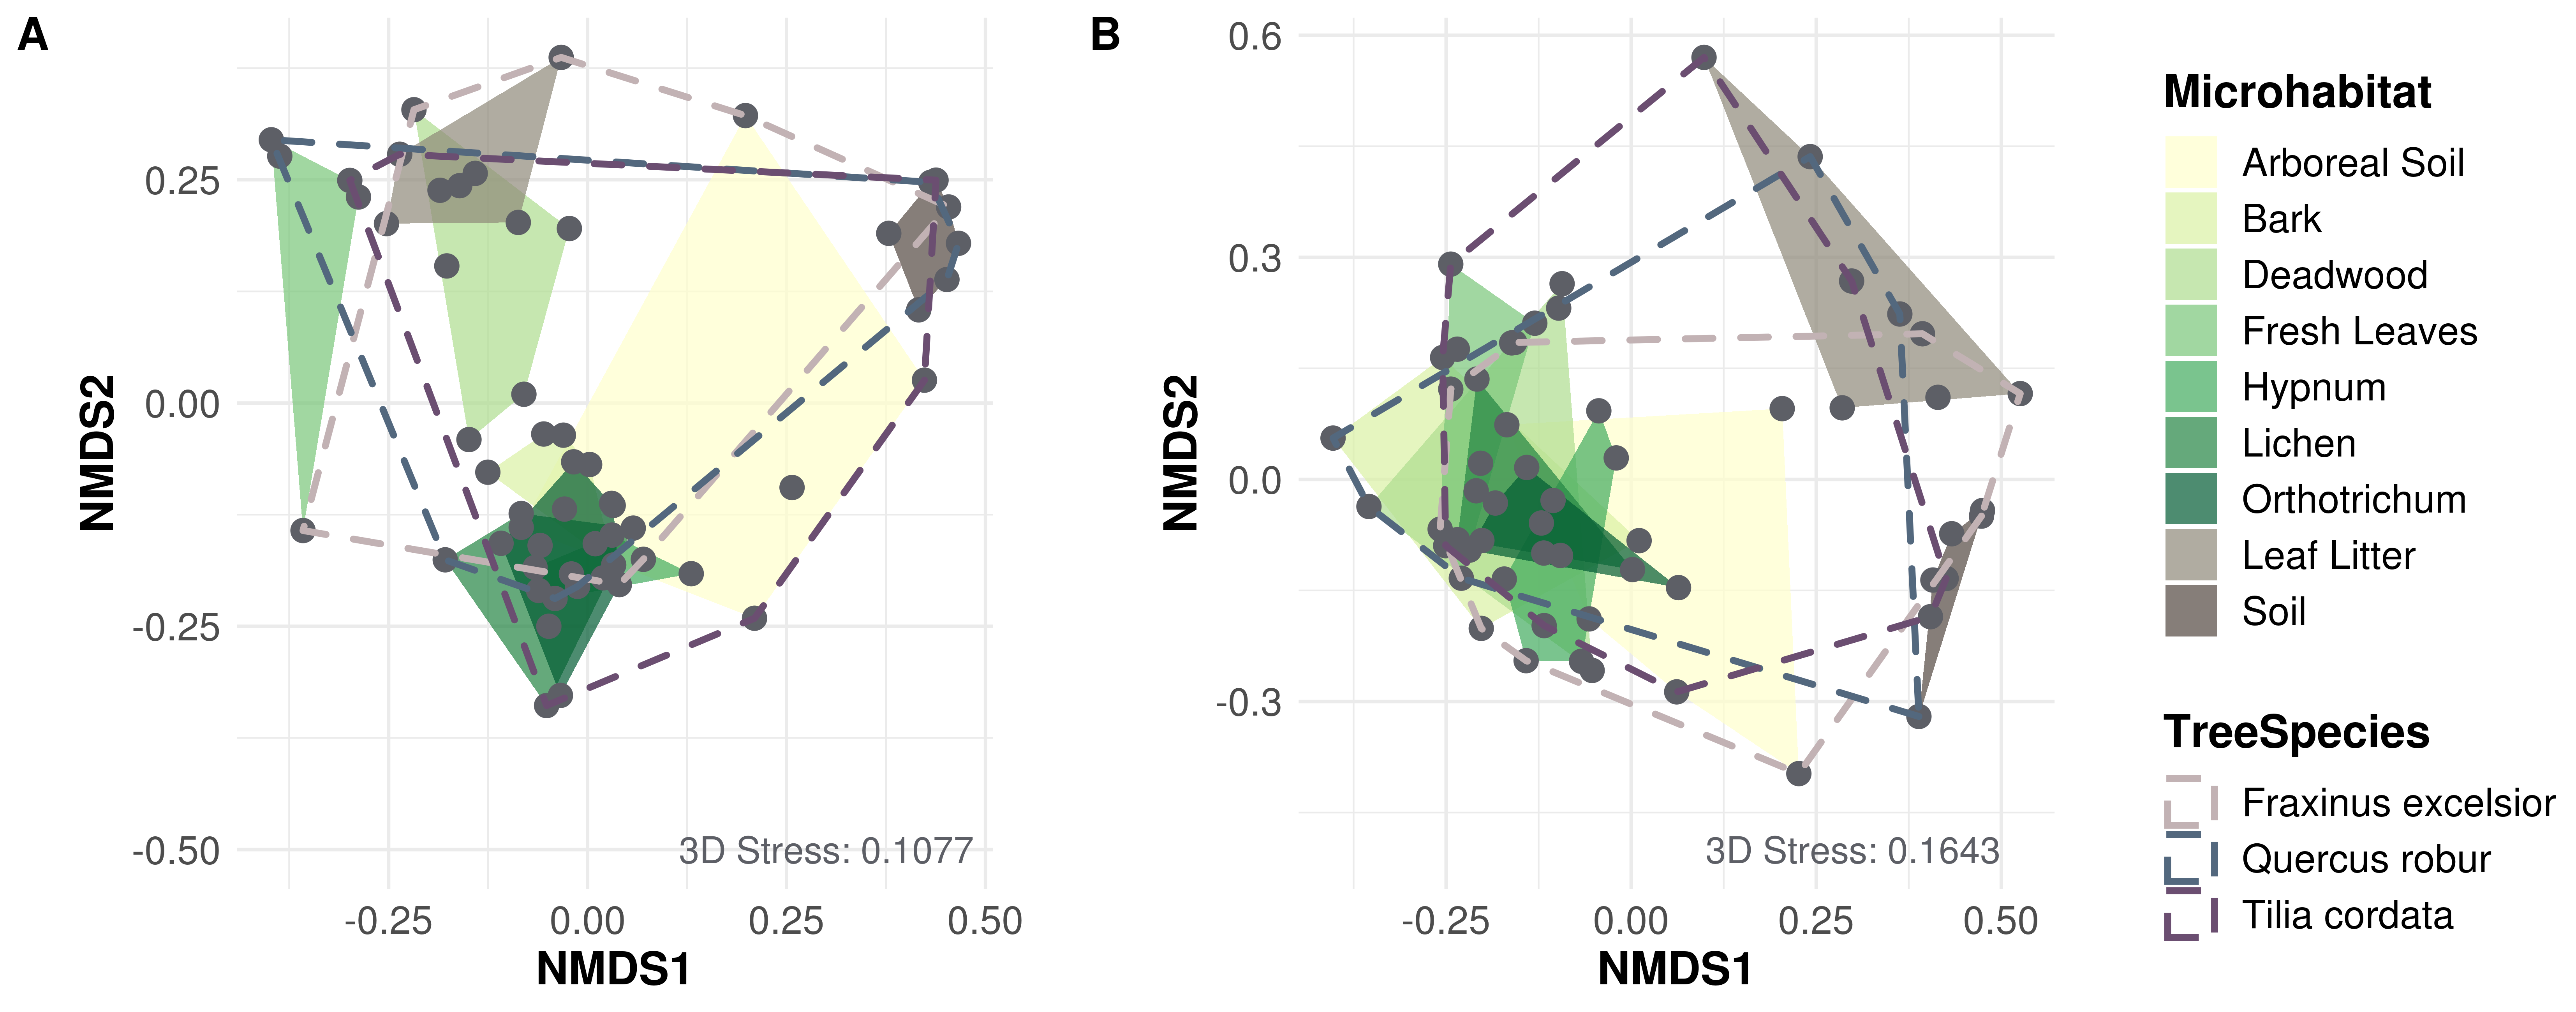 A
B
NMDS2
0.25
0.00
-0.25
-0.50
3D Stress: 0.1077
-0.25
0.00
0.25
0.50
NMDS1
NMDS2
0.6
0.3
0.0
-0.3
3D Stress: 0.1643
-0.25
0.00
0.25
0.50
NMDS1
Microhabitat
Arboreal Soil
Bark
Deadwood
Fresh Leaves
Hypnum
Lichen
Orthotrichum
Leaf Litter
Soil
TreeSpecies
Fraxinus excelsior
Quercus robur
Tilia cordata